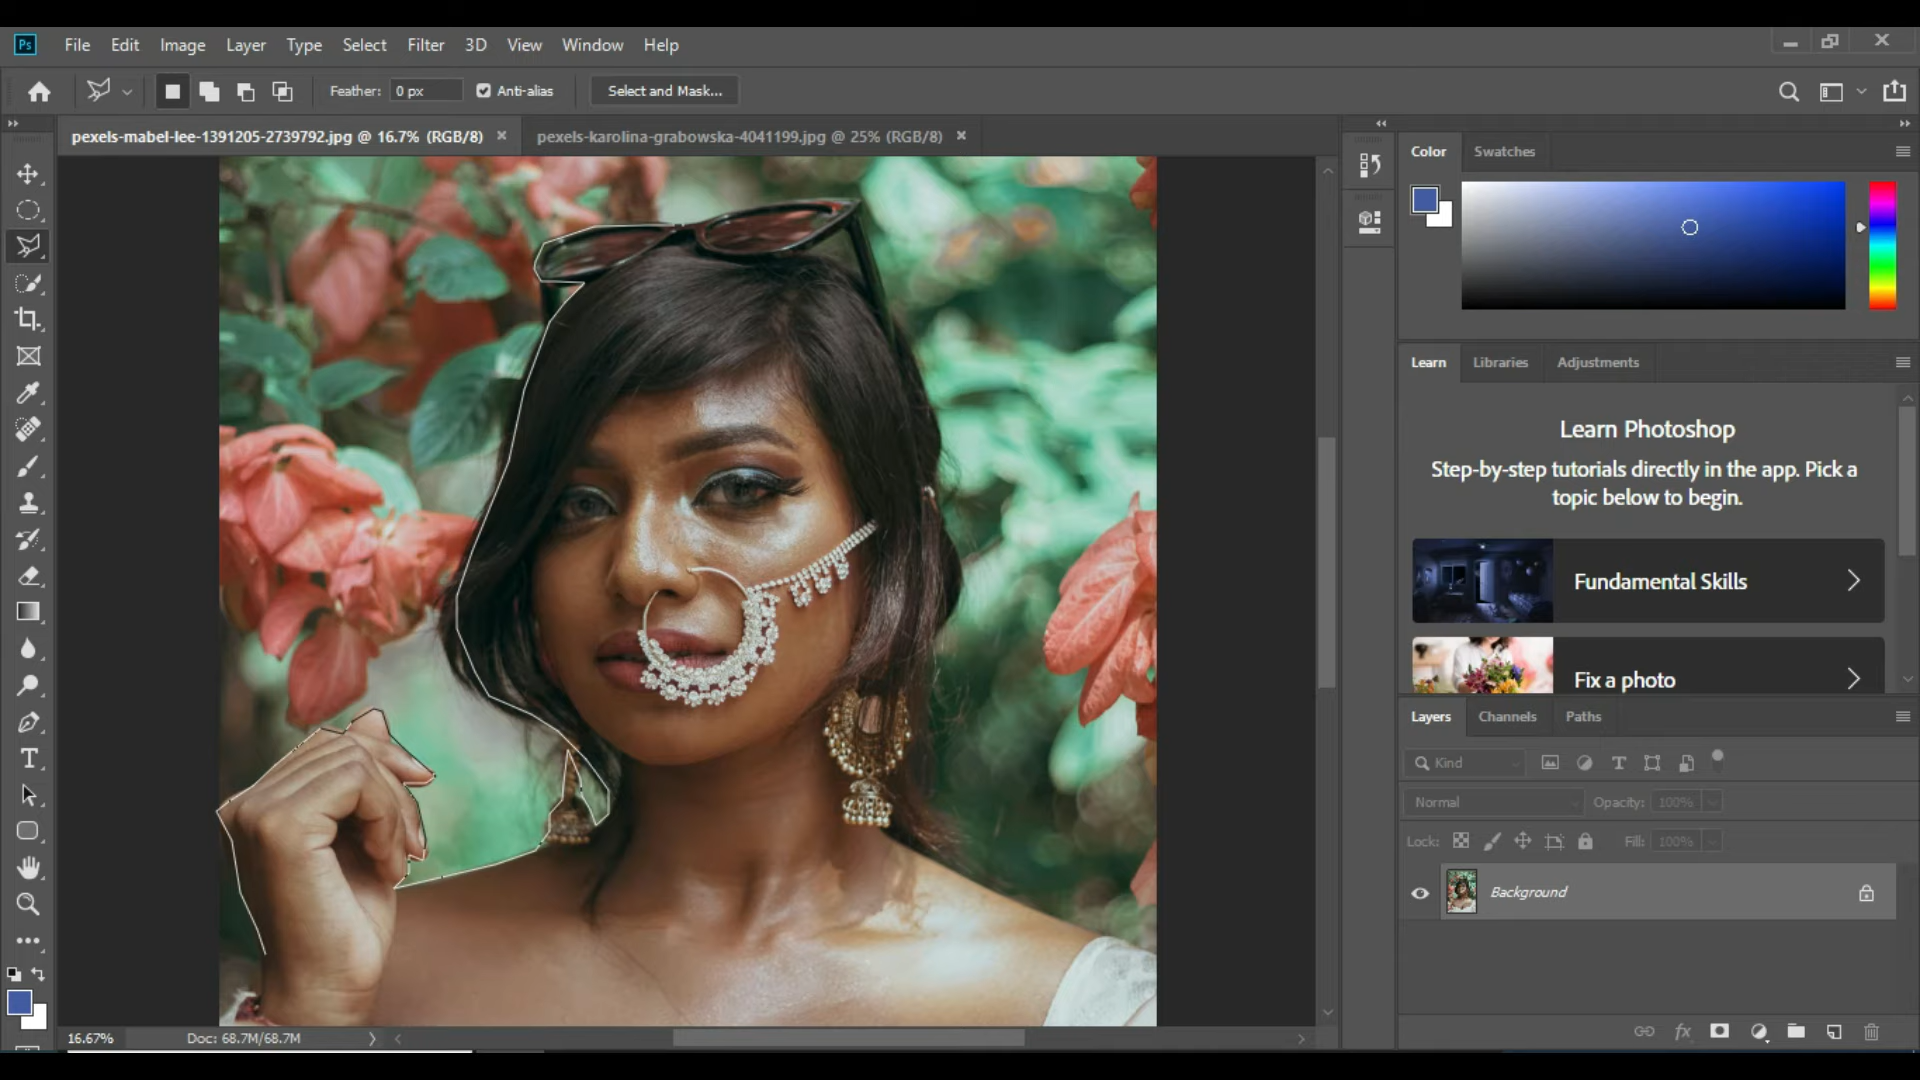 Ps File Edit Image Layer Type Select Filter 3D View Window Help
Feather: 0 px Anti-alias Select and Mask...
pexels-mabel-lee-1391205-2739792.jpg @ 16.7% (RGB/8) pexels-karolina-grabowska-4041199.jpg @ 25% (RGB/8)
Color Swatches
Learn Libraries Adjustments
Learn Photoshop
Step-by-step tutorials directly in the app. Pick a
topic below to begin.
Fundamental Skills
Fix a photo
Layers Channels Paths
Kind
Normal Opacity: 100%
Lock: Fill: 100%
Background
16.67% Doc: 68.7M/68.7M